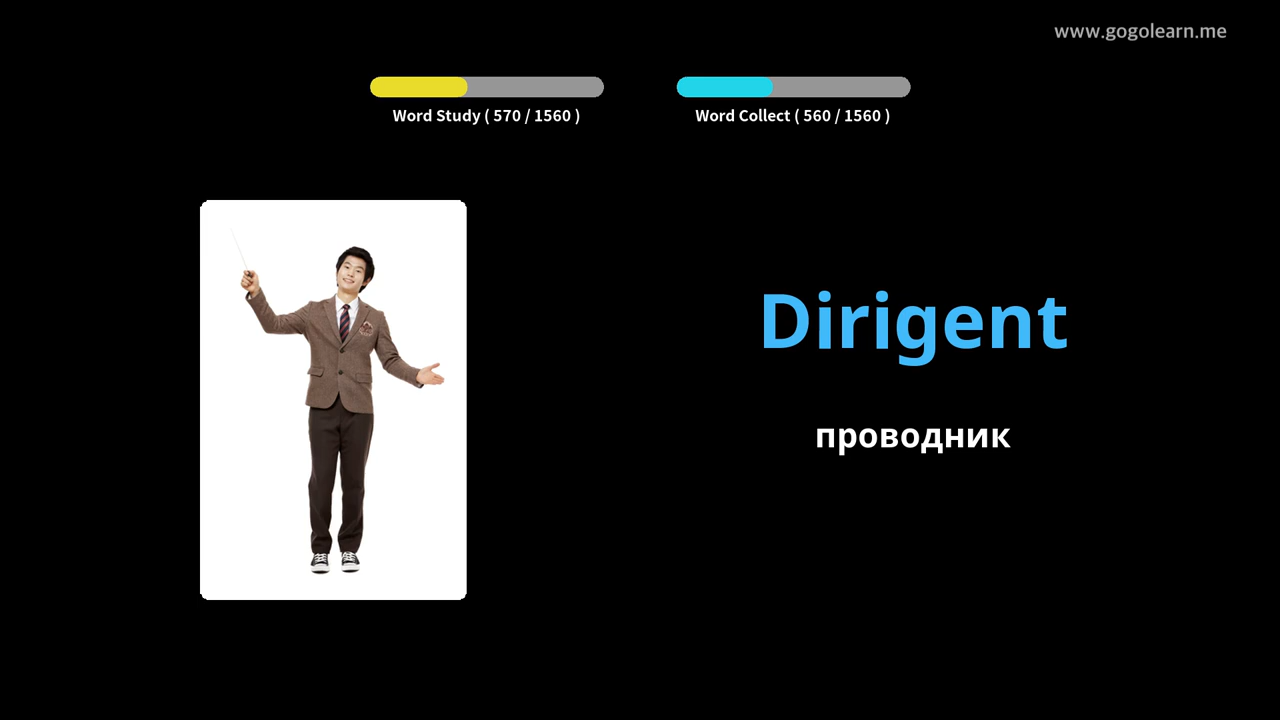 www.gogolearn.me
Word Study ( 570 / 1560 )
Word Collect ( 560 / 1560 )
Dirigent
проводник